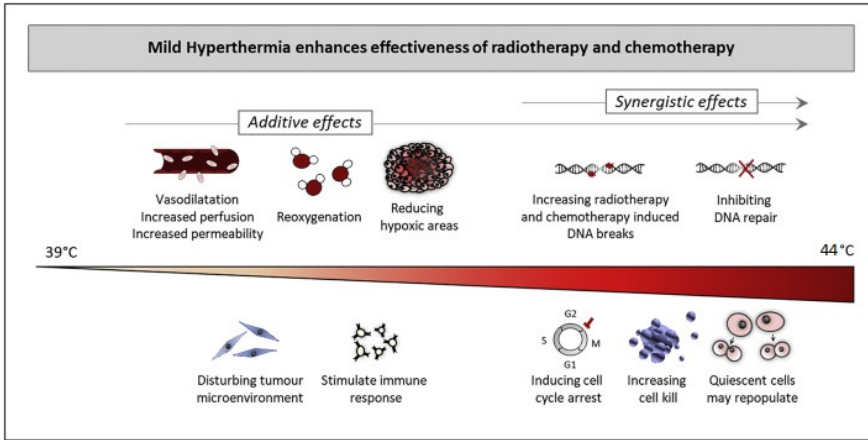 Mild Hyperthermia enhances effectiveness of radiotherapy and chemotherapy
Synergistic effects
Additive effects
Vasodilatation
Increased perfusion
Increased permeability
Reoxygenation
Reducing
hypoxic areas
Increasing radiotherapy
and chemotherapy induced
DNA breaks
Inhibiting
DNA repair
39°C
44°C
Disturbing tumour
microenvironment
Stimulate immune
response
G2
S
M
G1
Inducing cell
cycle arrest
Increasing
cell kill
Quiescent cells
may repopulate